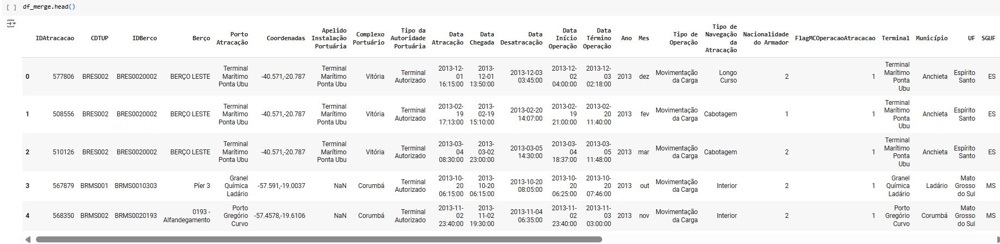 [ ] df_merge.head()
IDAtracacao CDTUP IDBerco Berço Porto Atracação Coordenadas Apelido Instalação Portuária Complexo Portuário Tipo da Autoridade Portuária Data Atracação Data Chegada Data Desatracação Data Início Operação Data Término Operação Ano Mes Tipo de Operação Tipo de Navegação da Atracação Nacionalidade do Armador FlagMCOperacaoAtracacao Terminal Município UF SGUF
0 577806 BRES002 BRES0020002 BERÇO LESTE Terminal Marítimo Ponta Ubu -40.571,-20.787 Terminal Marítimo Ponta Ubu Vitória Terminal Autorizado 2013-12-01 16:15:00 2013-12-01 13:50:00 2013-12-03 03:45:00 2013-12-02 04:00:00 2013-12-03 02:18:00 2013 dez Movimentação da Carga Longo Curso 2 1 Terminal Marítimo Ponta Ubu Anchieta Espírito Santo ES
1 508556 BRES002 BRES0020002 BERÇO LESTE Terminal Marítimo Ponta Ubu -40.571,-20.787 Terminal Marítimo Ponta Ubu Vitória Terminal Autorizado 2013-02-19 17:13:00 2013-02-19 15:10:00 2013-02-20 14:07:00 2013-02-19 21:00:00 2013-02-20 11:40:00 2013 fev Movimentação da Carga Cabotagem 1 1 Terminal Marítimo Ponta Ubu Anchieta Espírito Santo ES
2 510126 BRES002 BRES0020002 BERÇO LESTE Terminal Marítimo Ponta Ubu -40.571,-20.787 Terminal Marítimo Ponta Ubu Vitória Terminal Autorizado 2013-03-04 08:30:00 2013-03-02 23:00:00 2013-03-05 14:30:00 2013-03-04 18:37:00 2013-03-05 11:48:00 2013 mar Movimentação da Carga Cabotagem 2 1 Terminal Marítimo Ponta Ubu Anchieta Espírito Santo ES
3 567879 BRMS001 BRMS0010303 Píer 3 Granel Química Ladário -57.591,-19.0037 NaN Corumbá Terminal Autorizado 2013-10-20 06:15:00 2013-10-20 06:15:00 2013-10-20 08:05:00 2013-10-20 06:25:00 2013-10-20 07:46:00 2013 out Movimentação da Carga Interior 2 1 Granel Química Ladário Ladário Mato Grosso do Sul MS
4 568350 BRMS002 BRMS0020193 0193 - Alfandegamento Porto Gregório Curvo -57.4578,-19.6106 NaN Corumbá Terminal Autorizado 2013-11-02 23:40:00 2013-11-02 19:30:00 2013-11-04 06:35:00 2013-11-02 23:40:00 2013-11-03 03:00:00 2013 nov Movimentação da Carga Interior 2 1 Porto Gregório Curvo Corumbá Mato Grosso do Sul MS